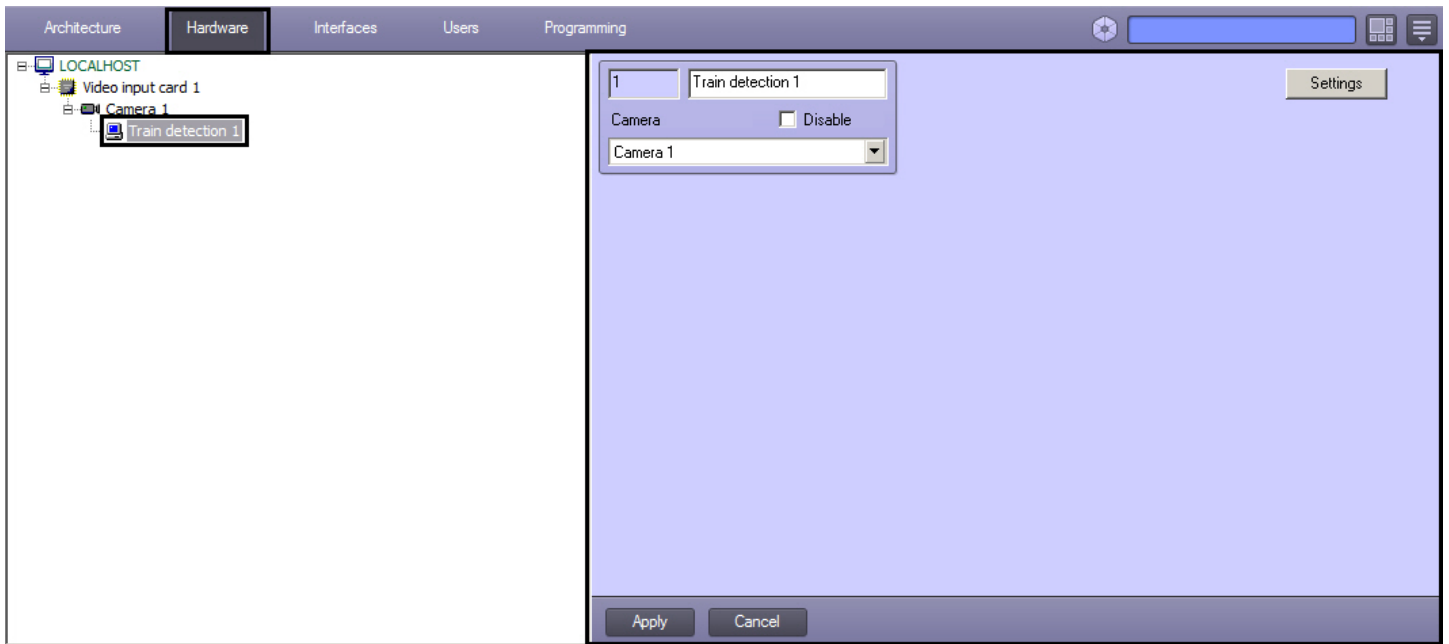 Architecture Hardware Interfaces Users Programming
LOCALHOST
Video input card 1
Camera 1
Train detection 1
1 Train detection 1 Settings
Camera Disable
Camera 1
Apply Cancel